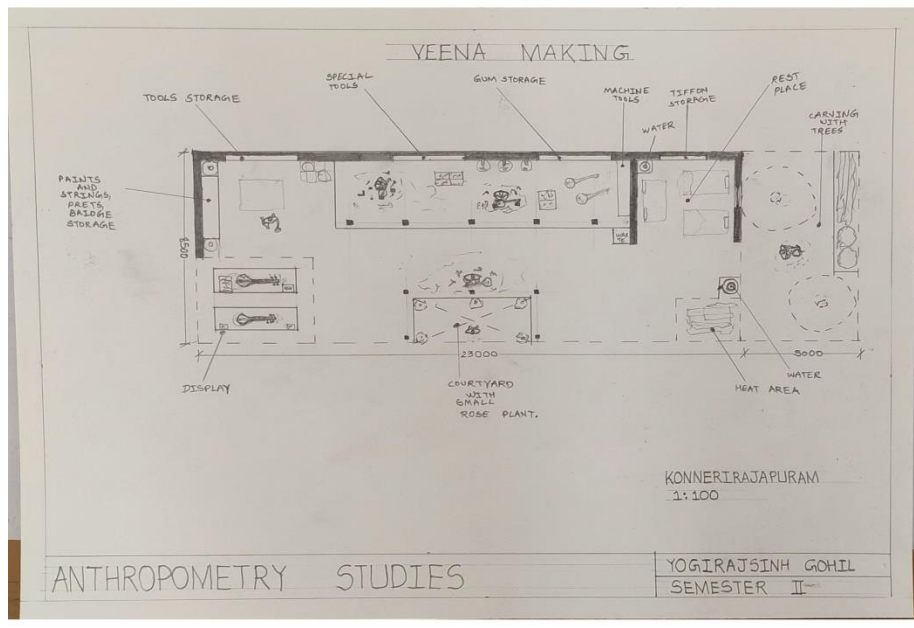 VEENA MAKING
TOOLS STORAGE
SPECIAL
TOOLS
GUM STORAGE
MACHINE
TOOLS
TIFFON
STORAGE
REST
PLACE
WATER
CARVING
WITH
TREES
PAINTS
AND
STRINGS,
FRETS,
BRIDGE
STORAGE
8500
23000
5000
DISPLAY
COURTYARD
WITH
SMALL
ROSE PLANT.
HEAT AREA
WATER
KONNERIRAJAPURAM
1:100
ANTHROPOMETRY STUDIES
YOGIRAJSINH GOHIL
SEMESTER II